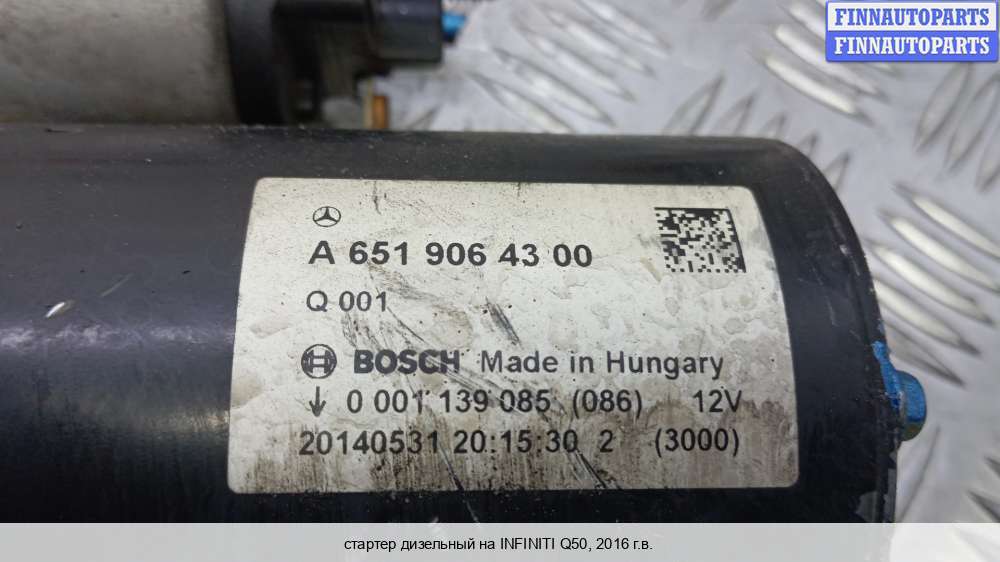 FINNAUTOPARTS
FINNAUTOPARTS
A 651 906 43 00
Q 001
BOSCH Made in Hungary
↓ 0 001 139 085 (086) 12V
20140531 20:15:30 2 (3000)
стартер дизельный на INFINITI Q50, 2016 г.в.